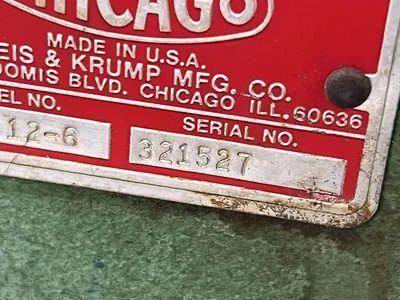 CHICAGO
MADE IN U.S.A.
EIS & KRUMP MFG. CO.
OOMIS BLVD. CHICAGO ILL. 60636
EL NO. SERIAL NO.
12-6 321527